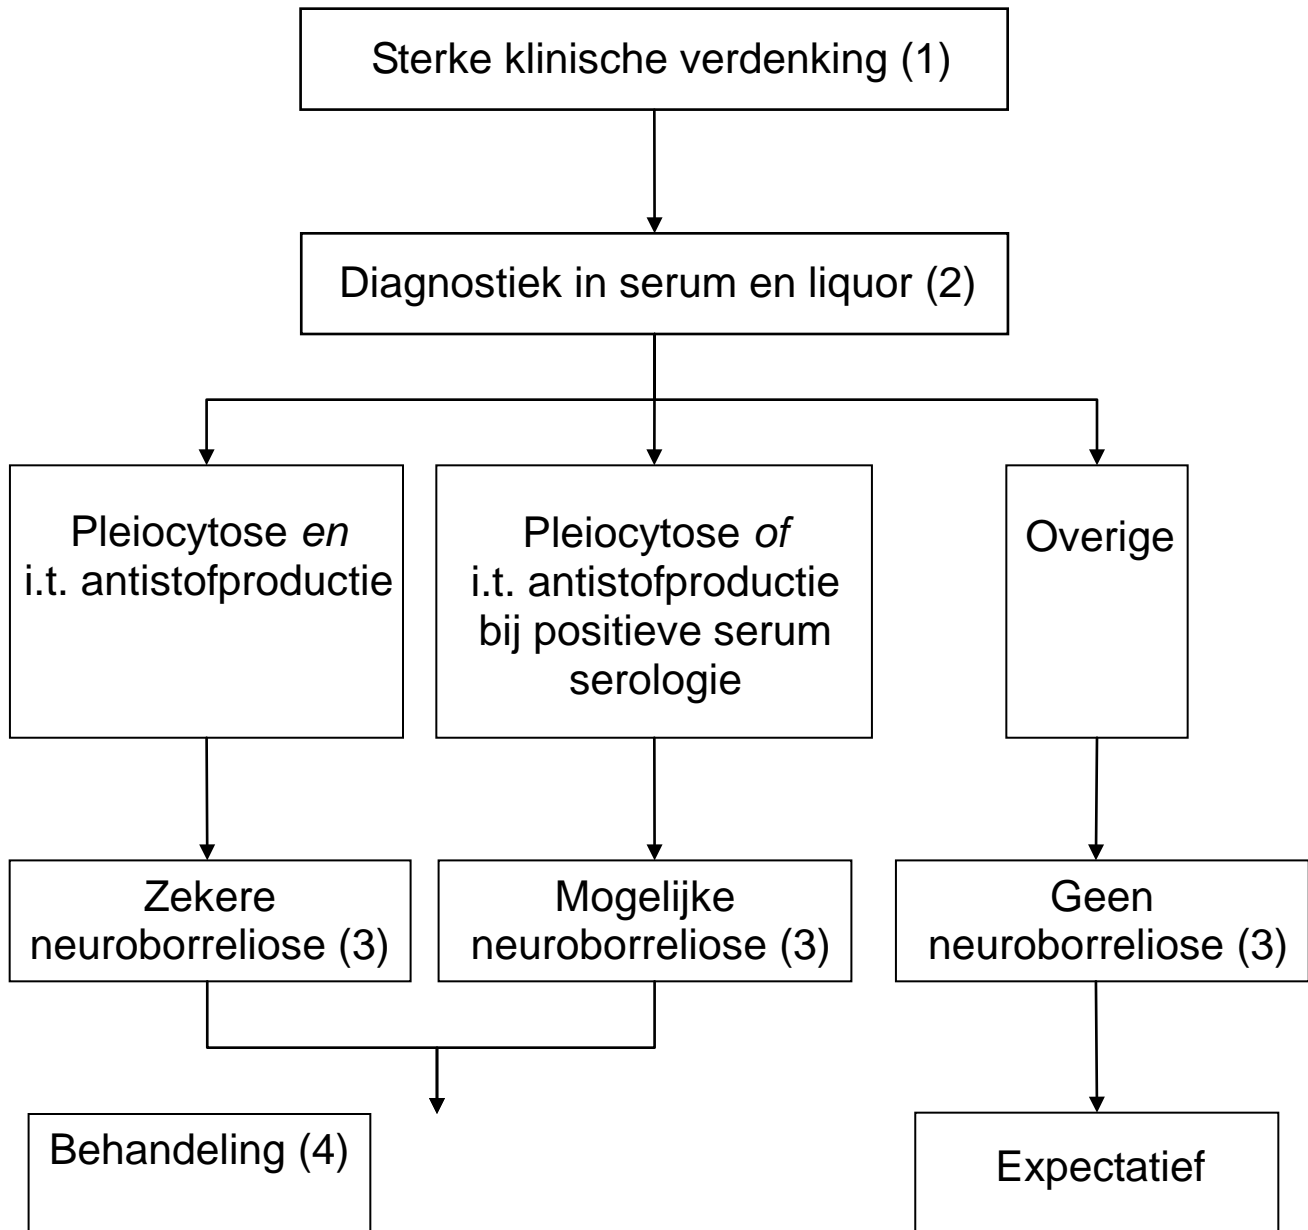 Sterke klinische verdenking (1)
Diagnostiek in serum en liquor (2)
Pleiocytose en
i.t. antistofproductie
Pleiocytose of
i.t. antistofproductie
bij positieve serum
serologie
Overige
Zekere
neuroborreliose (3)
Mogelijke
neuroborreliose (3)
Geen
neuroborreliose (3)
Behandeling (4)
Expectatief